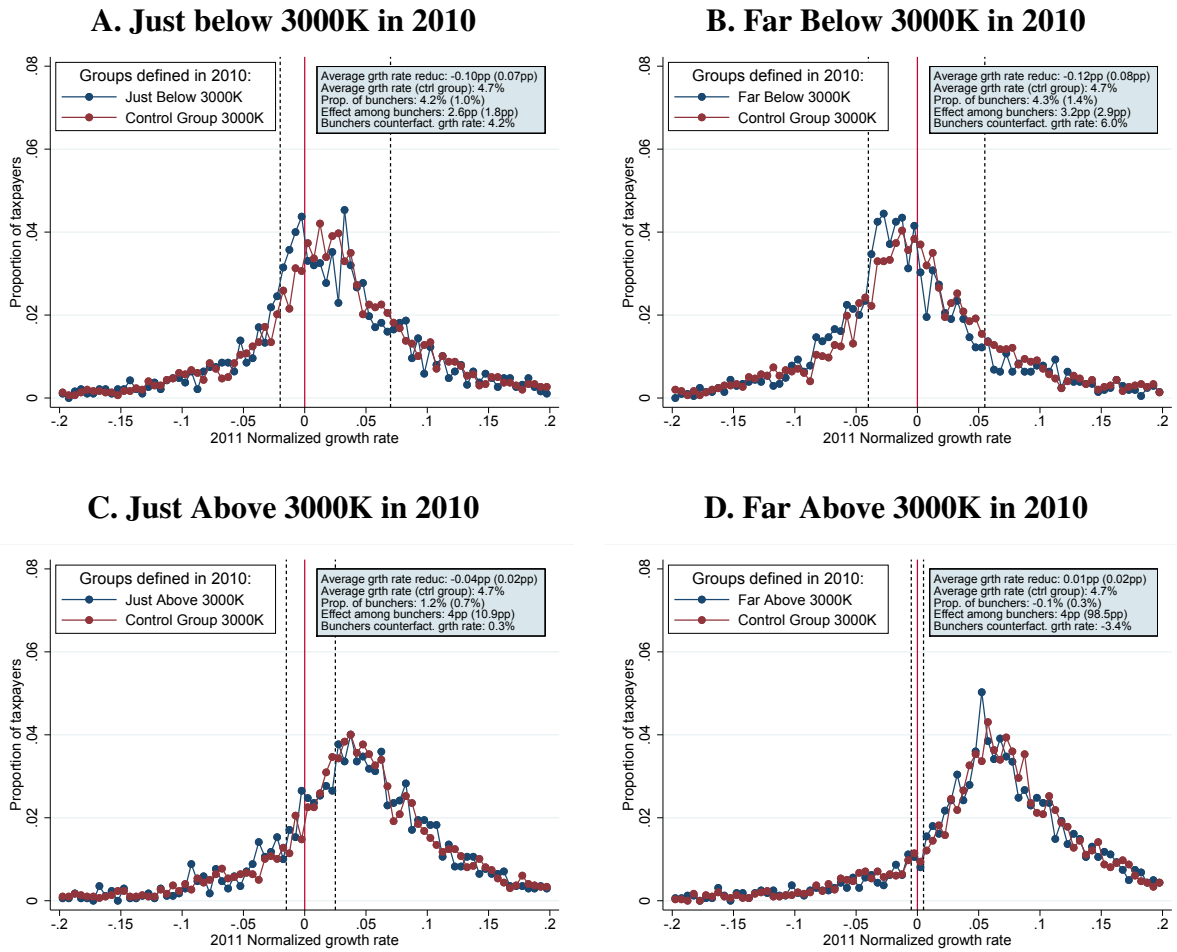 A. Just below 3000K in 2010
Proportion of taxpayers
0 .02 .04 .06 .08
Groups defined in 2010:
Just Below 3000K
Control Group 3000K
Average grth rate reduc: -0.10pp (0.07pp)
Average grth rate (ctrl group): 4.7%
Prop. of bunchers: 4.2% (1.0%)
Effect among bunchers: 2.6pp (1.8pp)
Bunchers counterfact. grth rate: 4.2%
-.2 -.15 -.1 -.05 0 .05 .1 .15 .2
2011 Normalized growth rate
B. Far Below 3000K in 2010
Proportion of taxpayers
0 .02 .04 .06 .08
Groups defined in 2010:
Far Below 3000K
Control Group 3000K
Average grth rate reduc: -0.12pp (0.08pp)
Average grth rate (ctrl group): 4.7%
Prop. of bunchers: 4.3% (1.4%)
Effect among bunchers: 3.2pp (2.9pp)
Bunchers counterfact. grth rate: 6.0%
-.2 -.15 -.1 -.05 0 .05 .1 .15 .2
2011 Normalized growth rate
C. Just Above 3000K in 2010
Proportion of taxpayers
0 .02 .04 .06 .08
Groups defined in 2010:
Just Above 3000K
Control Group 3000K
Average grth rate reduc: -0.04pp (0.02pp)
Average grth rate (ctrl group): 4.7%
Prop. of bunchers: 1.2% (0.7%)
Effect among bunchers: 4pp (10.9pp)
Bunchers counterfact. grth rate: 0.3%
-.2 -.15 -.1 -.05 0 .05 .1 .15 .2
2011 Normalized growth rate
D. Far Above 3000K in 2010
Proportion of taxpayers
0 .02 .04 .06 .08
Groups defined in 2010:
Far Above 3000K
Control Group 3000K
Average grth rate reduc: 0.01pp (0.02pp)
Average grth rate (ctrl group): 4.7%
Prop. of bunchers: -0.1% (0.3%)
Effect among bunchers: 4pp (98.5pp)
Bunchers counterfact. grth rate: -3.4%
-.2 -.15 -.1 -.05 0 .05 .1 .15 .2
2011 Normalized growth rate